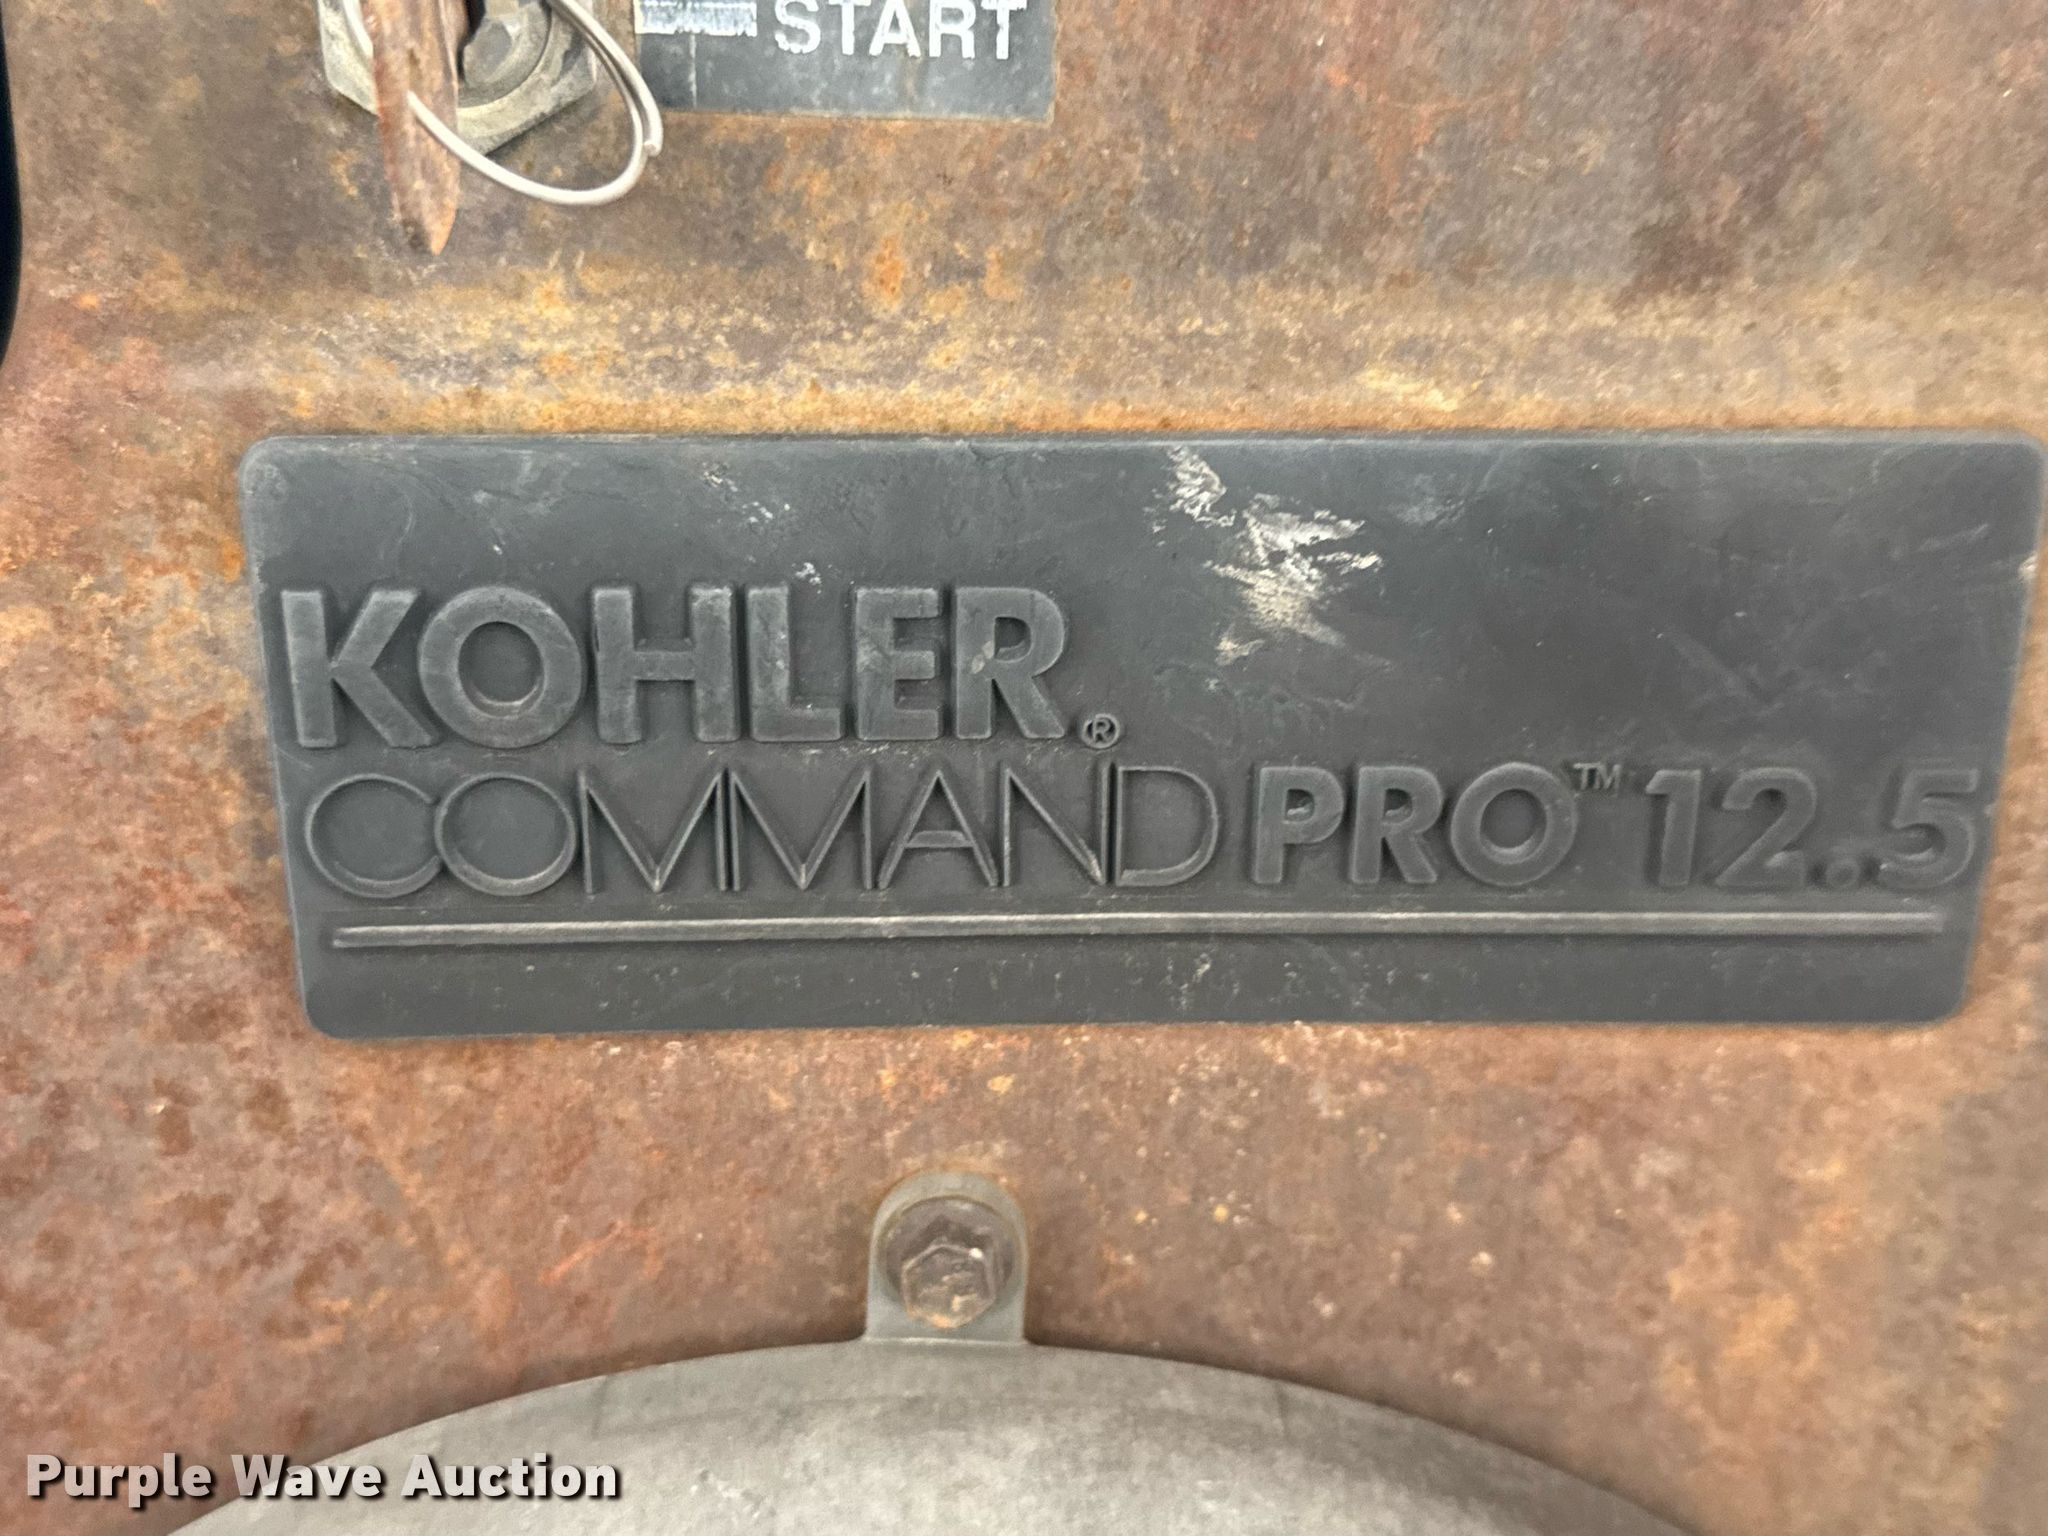 START
KOHLER®
COMMAND PRO™ 12.5
Purple Wave Auction